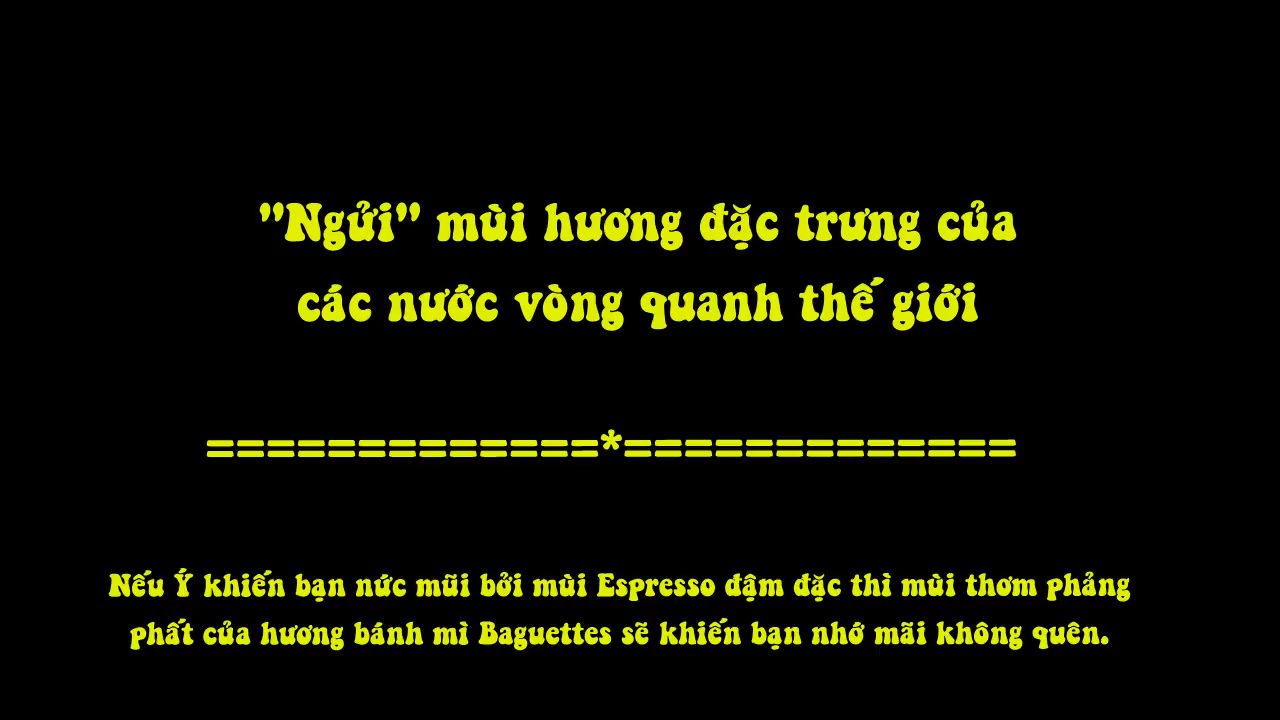 "Ngửi" mùi hương đặc trưng của
các nước vòng quanh thế giới
=============*=============
Nếu Ý khiến bạn nức mũi bởi mùi Espresso đậm đặc thì mùi thơm phảng
phất của hương bánh mì Baguettes sẽ khiến bạn nhớ mãi không quên.